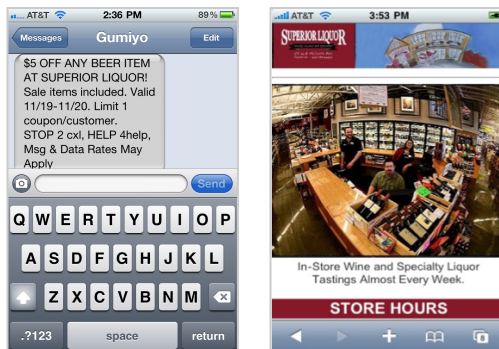 AT&T 2:36 PM 89%
Messages Gumiyo Edit
$5 OFF ANY BEER ITEM
AT SUPERIOR LIQUOR!
Sale items included. Valid
11/19-11/20. Limit 1
coupon/customer.
STOP 2 cxl, HELP 4help,
Msg & Data Rates May
Apply
Send
Q W E R T Y U I O P
A S D F G H J K L
Z X C V B N M
.?123 space return
AT&T 3:53 PM
SUPERIOR LIQUOR
In-Store Wine and Specialty Liquor
Tastings Almost Every Week.
STORE HOURS